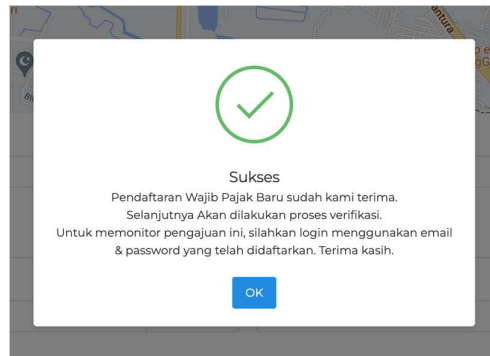 antura
Sukses
Pendaftaran Wajib Pajak Baru sudah kami terima.
Selanjutnya Akan dilakukan proses verifikasi.
Untuk memonitor pengajuan ini, silahkan login menggunakan email
& password yang telah didaftarkan. Terima kasih.
OK